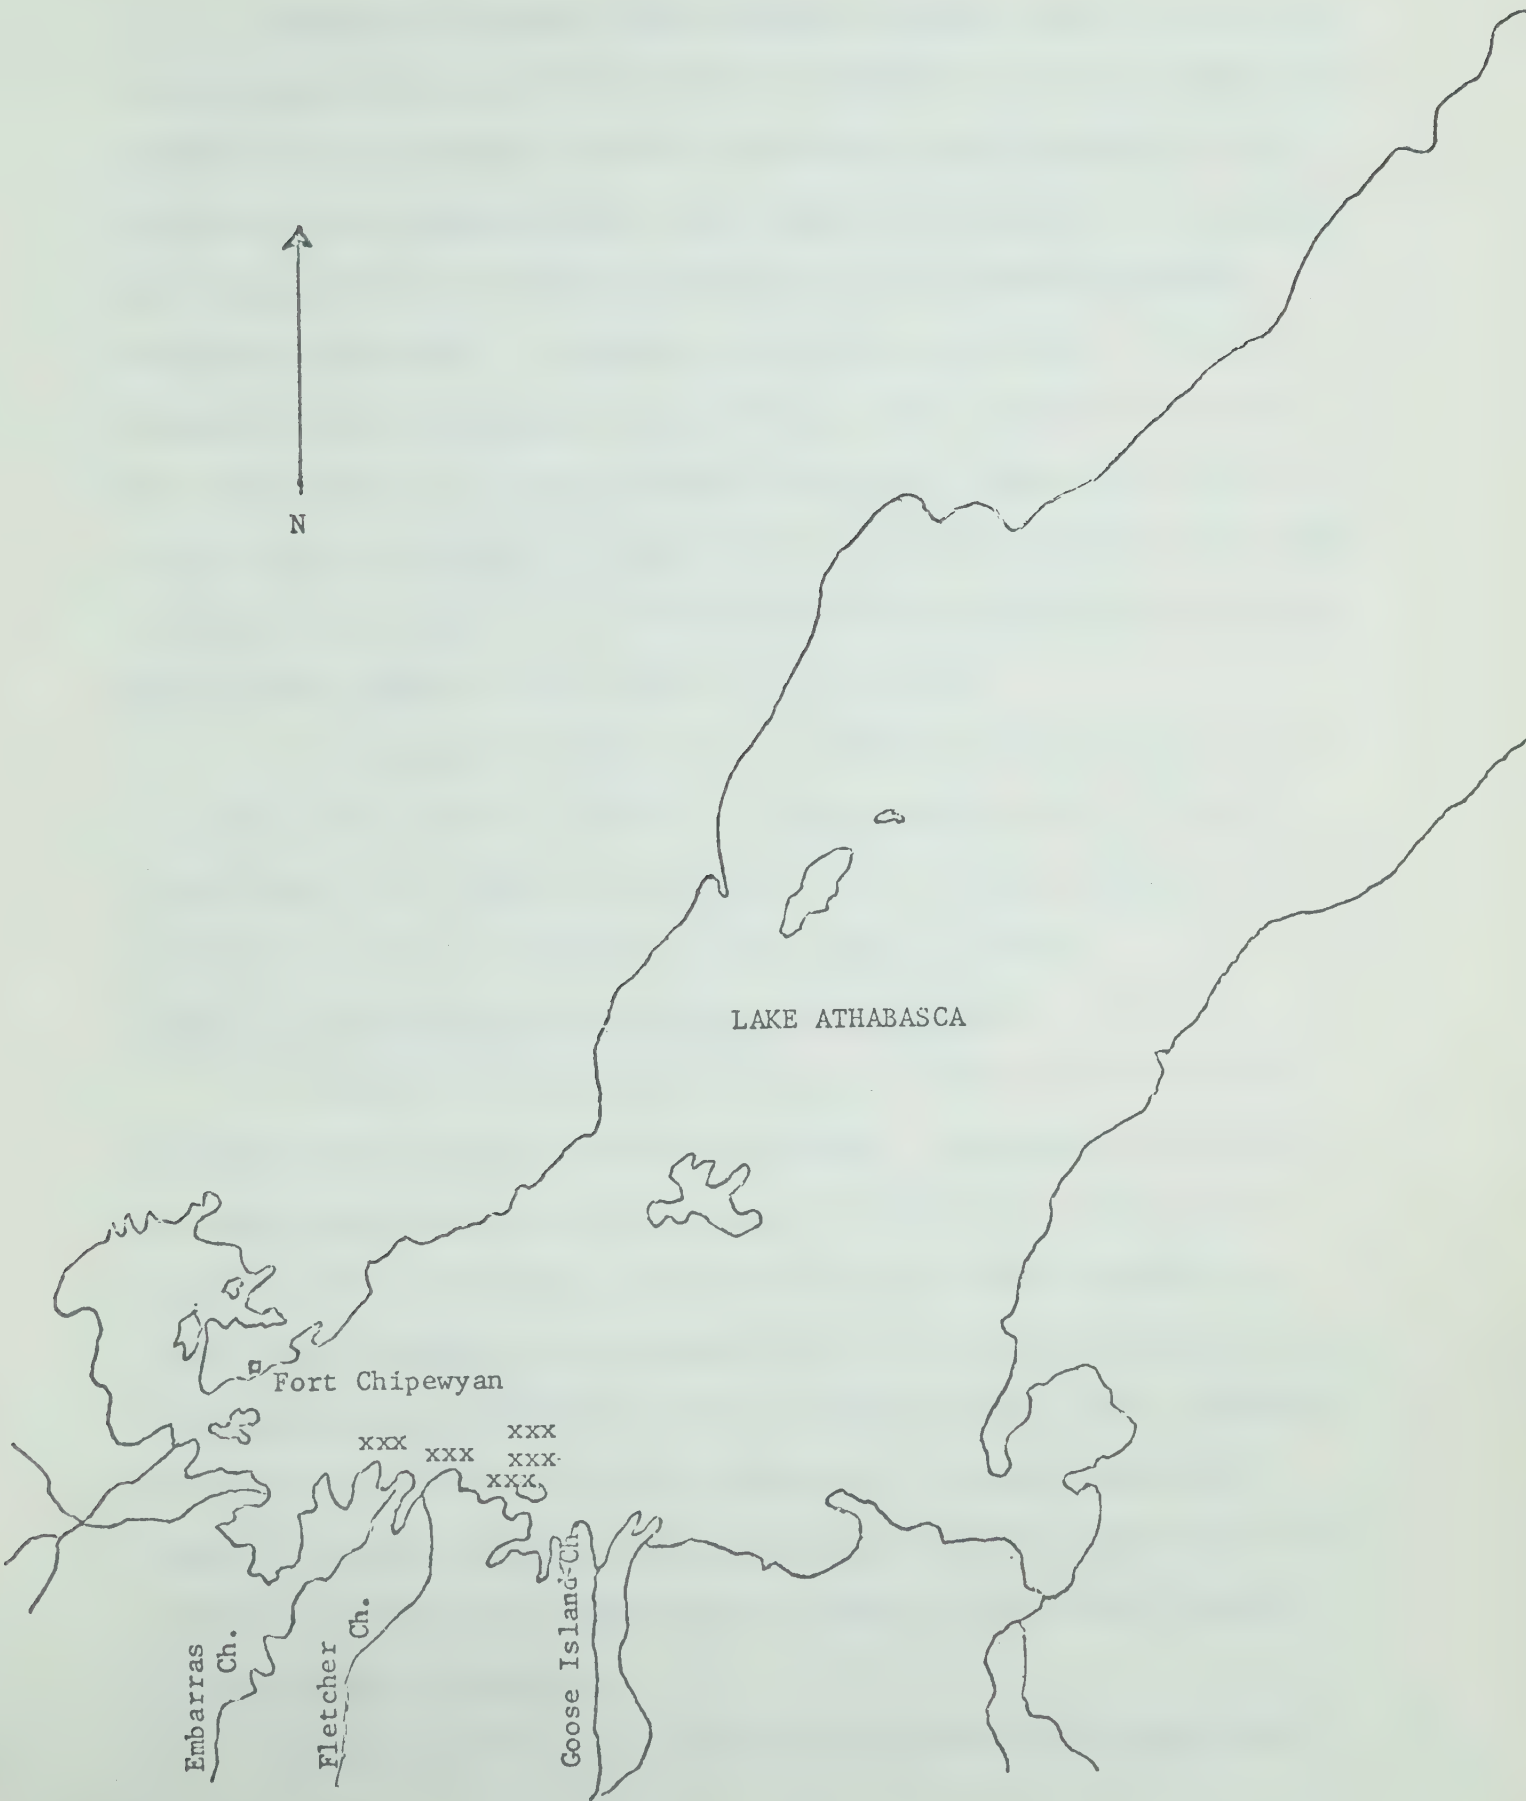 N
LAKE ATHABASCA
Fort Chipewyan
xxx
xxx
xxx
xxx
xxx
Embarras
Ch.
Fletcher
Ch.
Goose Island Ch.